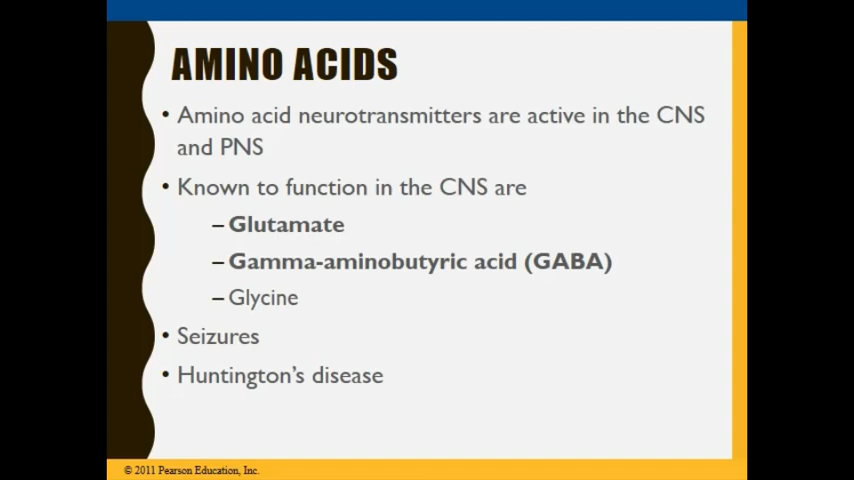 AMINO ACIDS
• Amino acid neurotransmitters are active in the CNS
and PNS
• Known to function in the CNS are
– Glutamate
– Gamma-aminobutyric acid (GABA)
– Glycine
• Seizures
• Huntington’s disease
© 2011 Pearson Education, Inc.